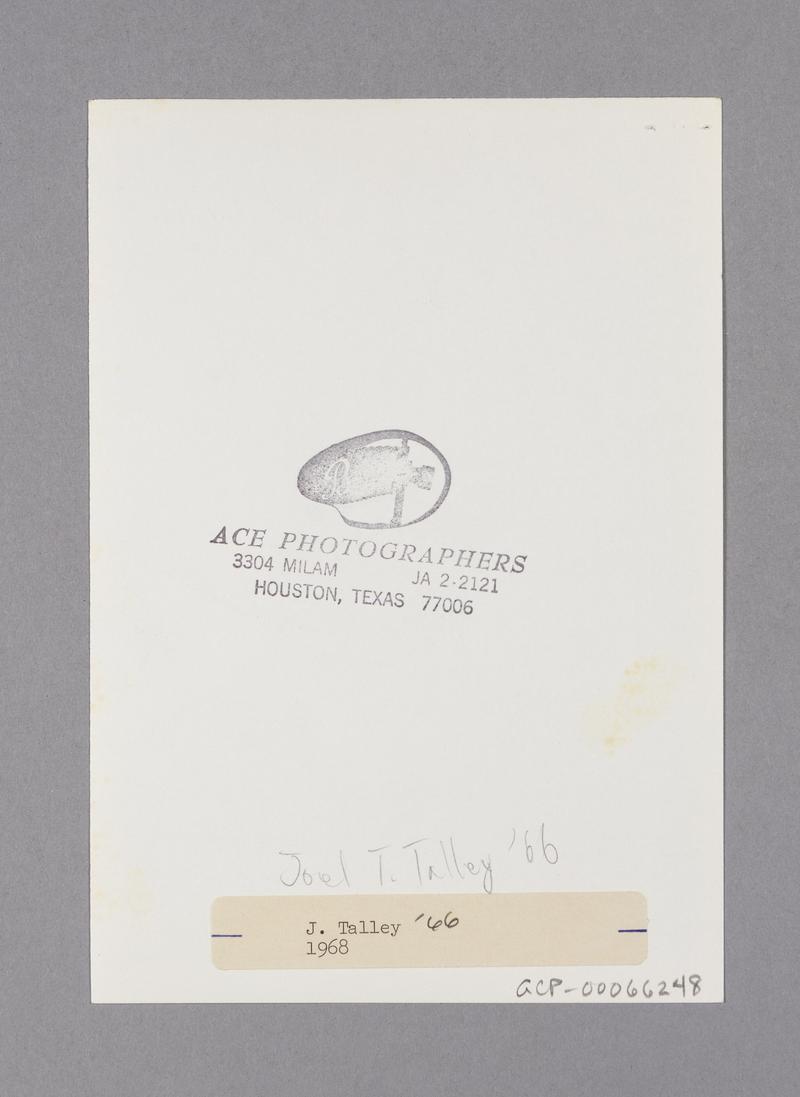 ACE PHOTOGRAPHERS
3304 MILAM JA 2-2121
HOUSTON, TEXAS 77006
Joel T. Talley '66
J. Talley '66
1968
GCP-00066248